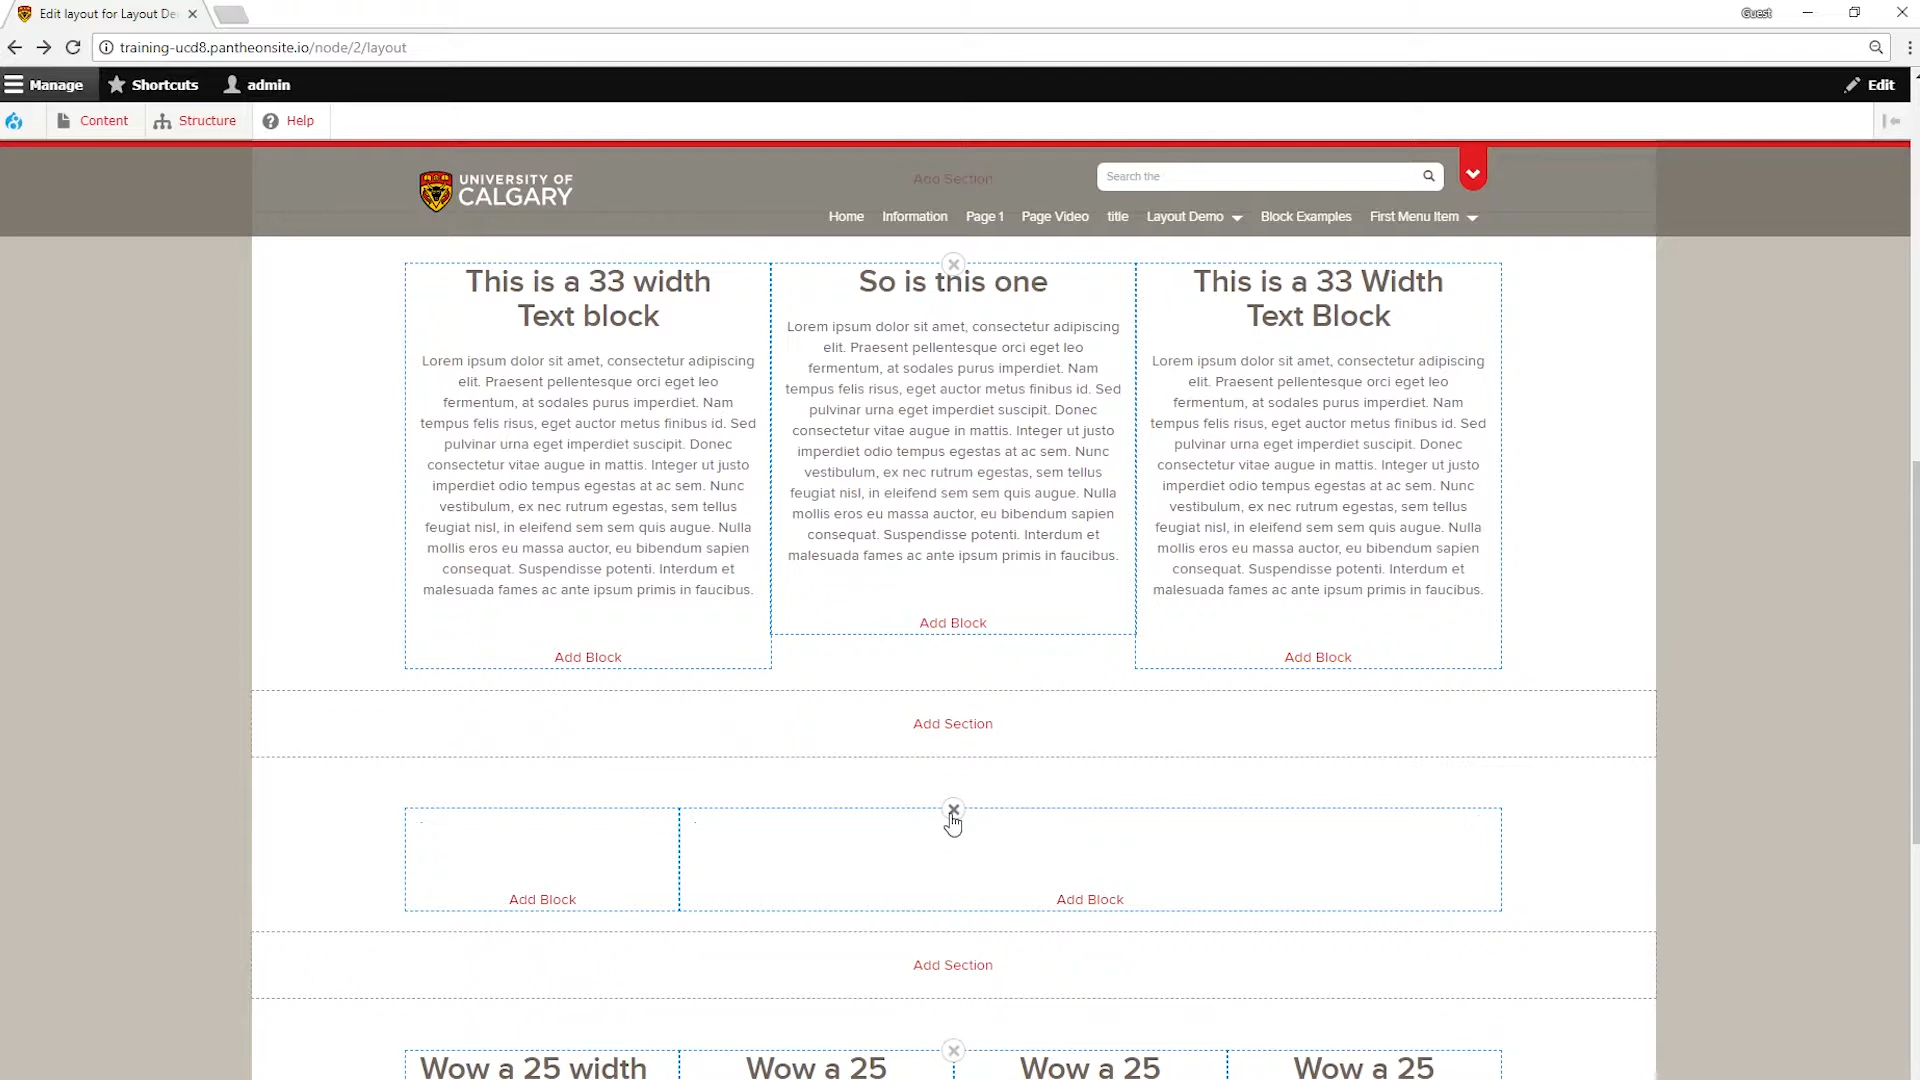 Edit layout for Layout De
Guest
training-ucd8.pantheonsite.io/node/2/layout
Manage
Shortcuts
admin
Edit
Content
Structure
Help
UNIVERSITY OF
CALGARY
Add Section
Search the
Home
Information
Page 1
Page Video
title
Layout Demo
Block Examples
First Menu Item
This is a 33 width
Text block
Lorem ipsum dolor sit amet, consectetur adipiscing
elit. Praesent pellentesque orci eget leo
fermentum, at sodales purus imperdiet. Nam
tempus felis risus, eget auctor metus finibus id. Sed
pulvinar urna eget imperdiet suscipit. Donec
consectetur vitae augue in mattis. Integer ut justo
imperdiet odio tempus egestas at ac sem. Nunc
vestibulum, ex nec rutrum egestas, sem tellus
feugiat nisl, in eleifend sem sem quis augue. Nulla
mollis eros eu massa auctor, eu bibendum sapien
consequat. Suspendisse potenti. Interdum et
malesuada fames ac ante ipsum primis in faucibus.
Add Block
So is this one
Lorem ipsum dolor sit amet, consectetur adipiscing
elit. Praesent pellentesque orci eget leo
fermentum, at sodales purus imperdiet. Nam
tempus felis risus, eget auctor metus finibus id. Sed
pulvinar urna eget imperdiet suscipit. Donec
consectetur vitae augue in mattis. Integer ut justo
imperdiet odio tempus egestas at ac sem. Nunc
vestibulum, ex nec rutrum egestas, sem tellus
feugiat nisl, in eleifend sem sem quis augue. Nulla
mollis eros eu massa auctor, eu bibendum sapien
consequat. Suspendisse potenti. Interdum et
malesuada fames ac ante ipsum primis in faucibus.
Add Block
This is a 33 Width
Text Block
Lorem ipsum dolor sit amet, consectetur adipiscing
elit. Praesent pellentesque orci eget leo
fermentum, at sodales purus imperdiet. Nam
tempus felis risus, eget auctor metus finibus id. Sed
pulvinar urna eget imperdiet suscipit. Donec
consectetur vitae augue in mattis. Integer ut justo
imperdiet odio tempus egestas at ac sem. Nunc
vestibulum, ex nec rutrum egestas, sem tellus
feugiat nisl, in eleifend sem sem quis augue. Nulla
mollis eros eu massa auctor, eu bibendum sapien
consequat. Suspendisse potenti. Interdum et
malesuada fames ac ante ipsum primis in faucibus.
Add Block
Add Section
Add Block
Add Block
Add Section
Wow a 25 width
Wow a 25
Wow a 25
Wow a 25